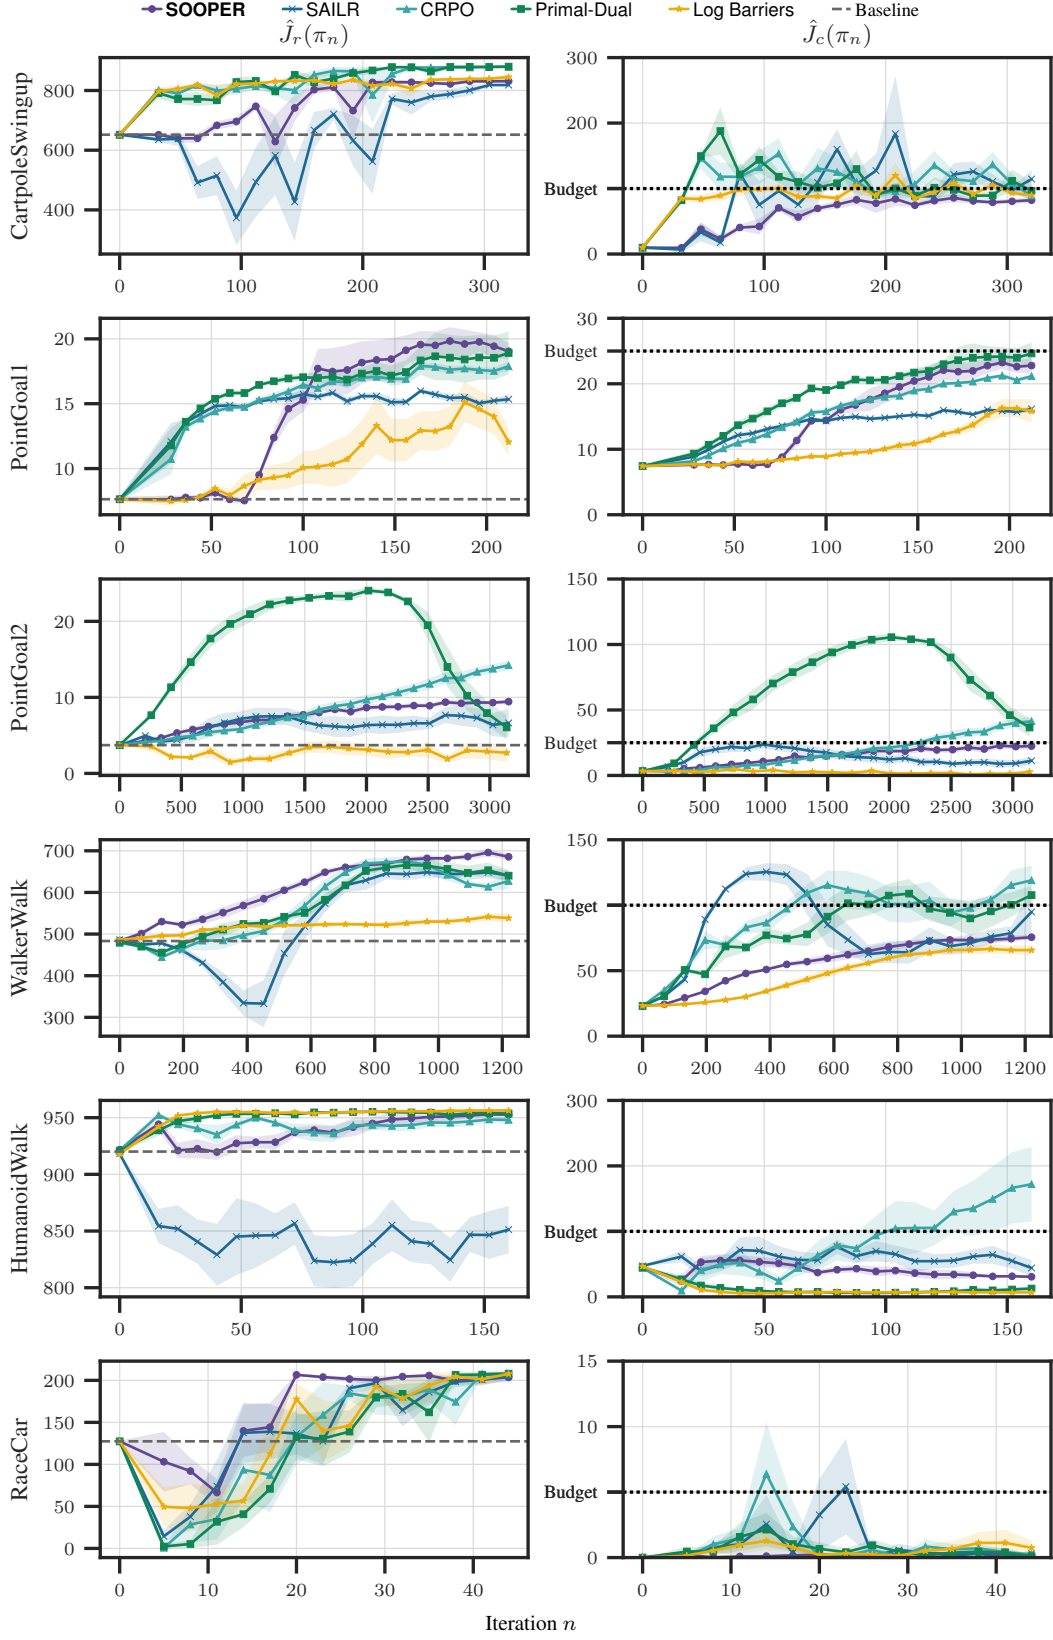 SOOPER SAILR CRPO Primal-Dual Log Barriers Baseline
Ĵ_r(π_n) Ĵ_c(π_n)
CartpoleSwingup
800
600
400
0 100 200 300
300
200
Budget
0
0 100 200 300
PointGoal1
20
15
10
0 50 100 150 200
30
Budget
20
10
0
0 50 100 150 200
PointGoal2
20
10
0
0 500 1000 1500 2000 2500 3000
150
100
50
Budget
0
0 500 1000 1500 2000 2500 3000
WalkerWalk
700
600
500
400
300
0 200 400 600 800 1000 1200
150
Budget
50
0
0 200 400 600 800 1000 1200
HumanoidWalk
950
900
850
800
0 50 100 150
300
200
Budget
0
0 50 100 150
RaceCar
200
150
100
50
0
0 10 20 30 40
15
10
Budget
0
0 10 20 30 40
Iteration n